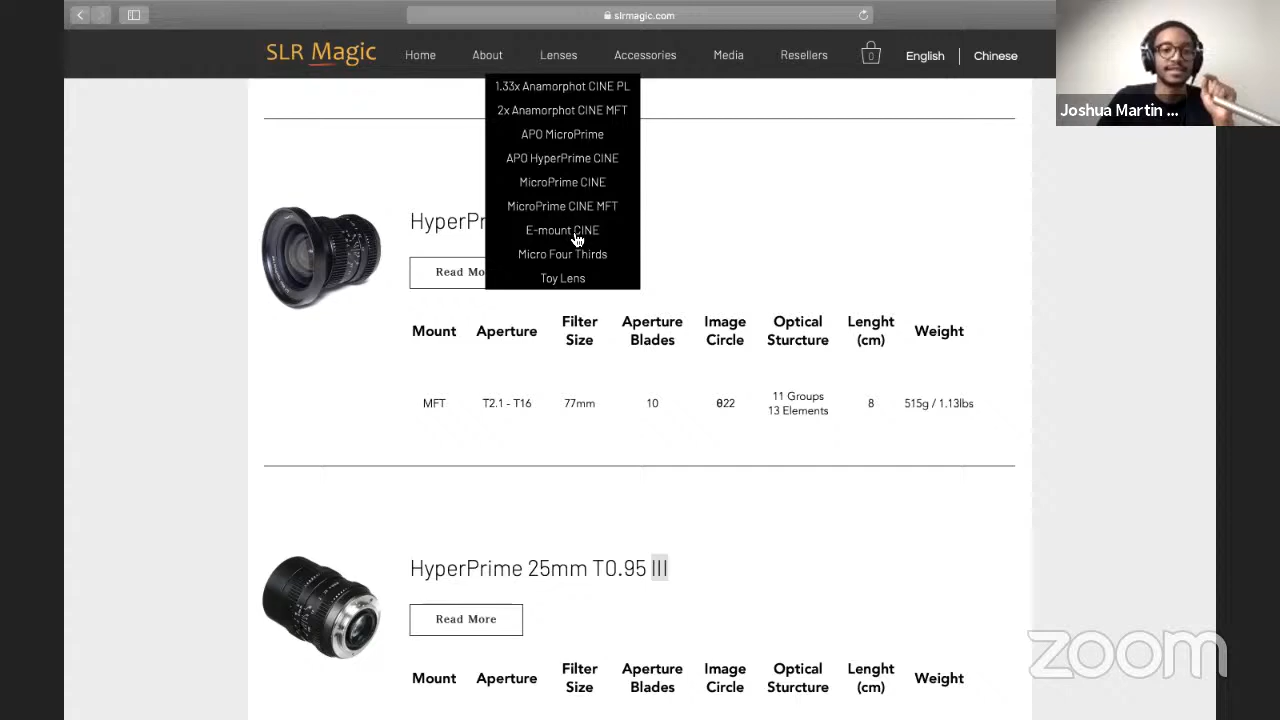 slrmagic.com
SLR Magic
Home
About
Lenses
Accessories
Media
Resellers
0
English
Chinese
Joshua Martin ...
1.33x Anamorphot CINE PL
2x Anamorphot CINE MFT
APO MicroPrime
APO HyperPrime CINE
MicroPrime CINE
MicroPrime CINE MFT
E-mount CINE
Micro Four Thirds
Toy Lens
HyperPr
Read Mo
Mount
Aperture
Filter
Size
Aperture
Blades
Image
Circle
Optical
Sturcture
Lenght
(cm)
Weight
MFT
T2.1 - T16
77mm
10
θ22
11 Groups
13 Elements
8
515g / 1.13lbs
HyperPrime 25mm T0.95 III
Read More
Mount
Aperture
Filter
Size
Aperture
Blades
Image
Circle
Optical
Sturcture
Lenght
(cm)
Weight
zoom